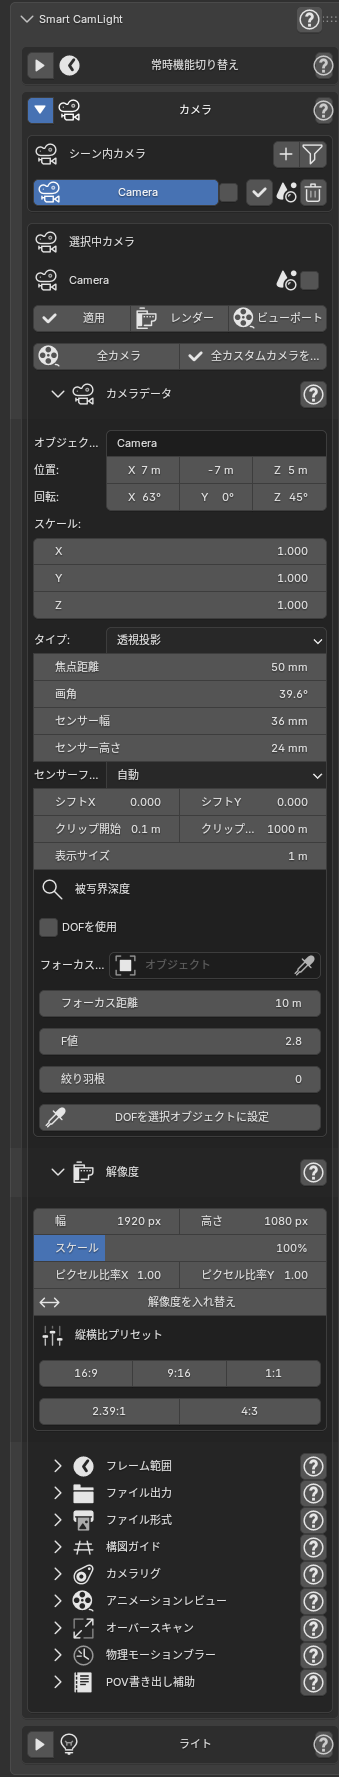 Smart CamLight
常時機能切り替え
カメラ
シーン内カメラ
Camera
選択中カメラ
Camera
適用 レンダー ビューポート
全カメラ 全カスタムカメラを...
カメラデータ
オブジェク... Camera
位置: X 7 m -7 m Z 5 m
回転: X 63° Y 0° Z 45°
スケール:
X 1.000
Y 1.000
Z 1.000
タイプ: 透視投影
焦点距離 50 mm
画角 39.6°
センサー幅 36 mm
センサー高さ 24 mm
センサーフ... 自動
シフトX 0.000 シフトY 0.000
クリップ開始 0.1 m クリップ... 1000 m
表示サイズ 1 m
被写界深度
DOFを使用
フォーカス... オブジェクト
フォーカス距離 10 m
F値 2.8
絞り羽根 0
DOFを選択オブジェクトに設定
解像度
幅 1920 px 高さ 1080 px
スケール 100%
ピクセル比率X 1.00 ピクセル比率Y 1.00
解像度を入れ替え
縦横比プリセット
16:9 9:16 1:1
2.39:1 4:3
フレーム範囲
ファイル出力
ファイル形式
構図ガイド
カメラリグ
アニメーションレビュー
オーバースキャン
物理モーションブラー
POV書き出し補助
ライト